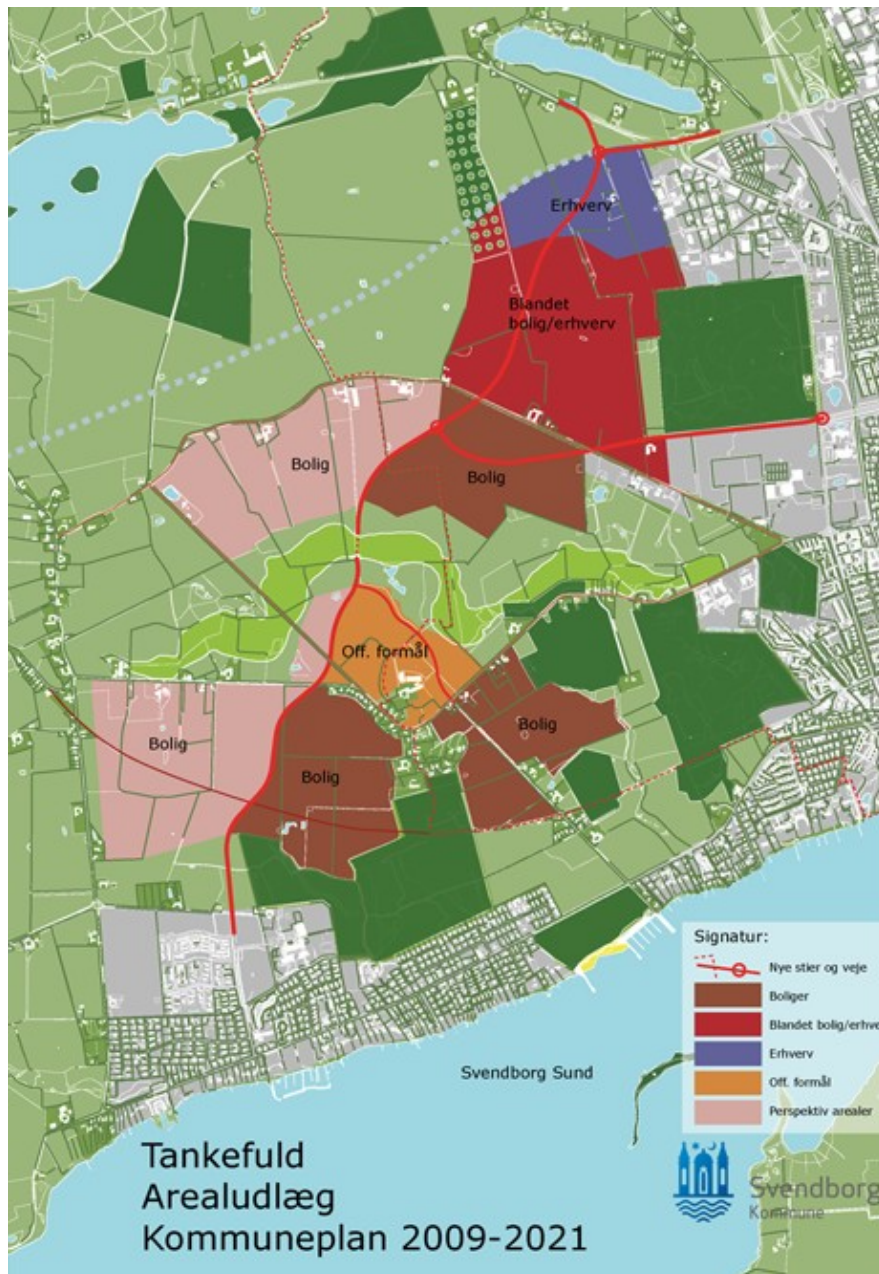 Erhverv
Blandet
bolig/erhverv
Bolig
Bolig
Off. formål
Bolig
Bolig
Bolig
Signatur:
Nye stier og veje
Boliger
Blandet bolig/erhve
Erhverv
Off. formål
Perspektiv arealer
Svendborg Sund
Tankefuld
Arealudlæg
Kommuneplan 2009-2021
Svendborg
Kommune